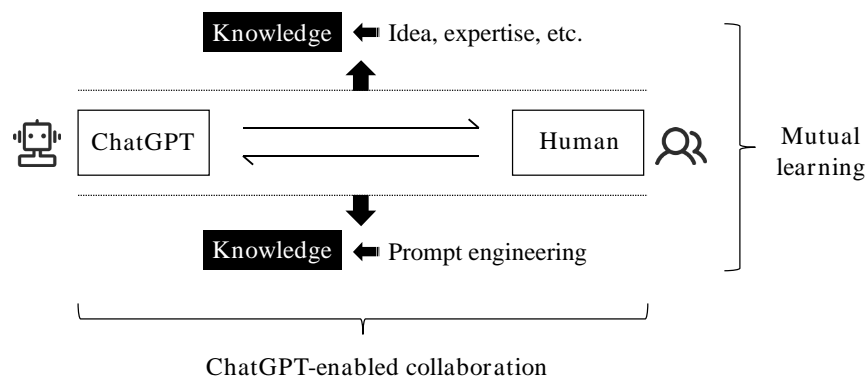 Knowledge Idea, expertise, etc.
ChatGPT Human
Mutual
learning
Knowledge Prompt engineering
ChatGPT-enabled collaboration